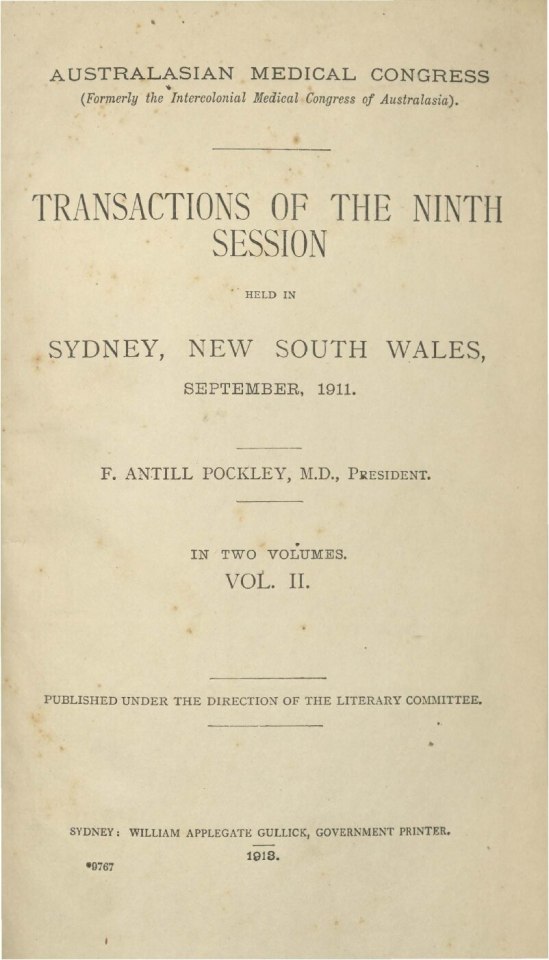 AUSTRALASIAN MEDICAL CONGRESS
(Formerly the Intercolonial Medical Congress of Australasia).
TRANSACTIONS OF THE NINTH
SESSION
HELD IN
SYDNEY, NEW SOUTH WALES,
SEPTEMBER, 1911.
F. ANTILL POCKLEY, M.D., PRESIDENT.
IN TWO VOLUMES.
VOL. II.
PUBLISHED UNDER THE DIRECTION OF THE LITERARY COMMITTEE.
SYDNEY: WILLIAM APPLEGATE GULLICK, GOVERNMENT PRINTER.
1913.
*9767